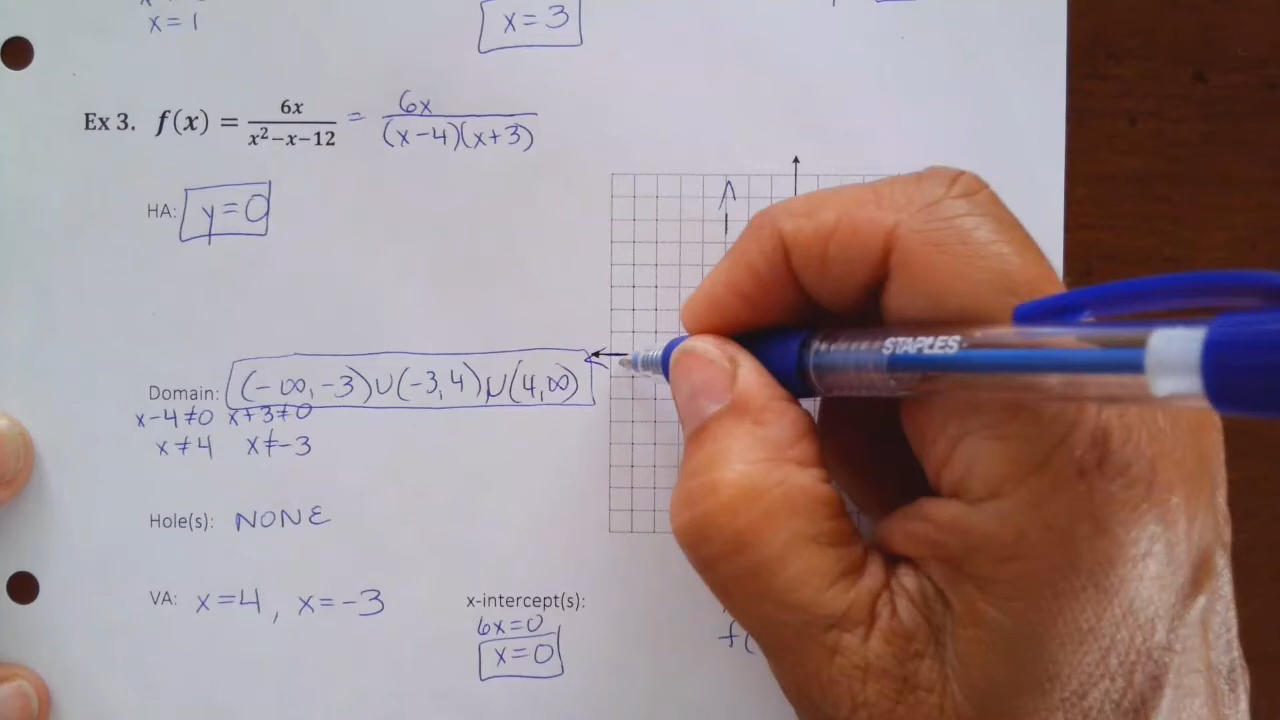 x = 1
x = 3
Ex 3. f(x) = 6x / x² − x − 12 = 6x / (x−4)(x+3)
HA: y = 0
STAPLES
Domain: (−∞, −3) ∪ (−3, 4) ∪ (4, ∞)
x−4≠0 x+3≠0
x≠4 x≠−3
Hole(s): NONE
VA: x=4, x=−3
x-intercept(s):
6x=0
x=0
f(